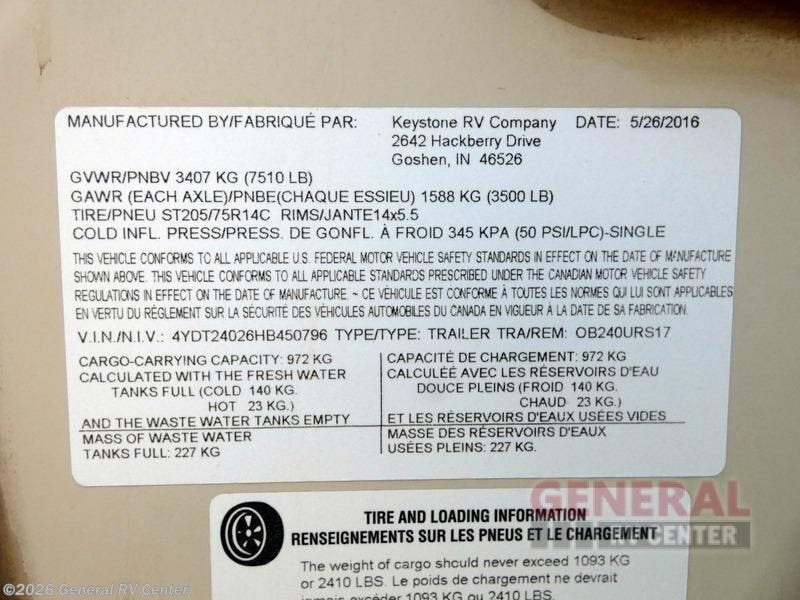 MANUFACTURED BY/FABRIQUÉ PAR: Keystone RV Company DATE: 5/26/2016
2642 Hackberry Drive
Goshen, IN 46526
GVWR/PNBV 3407 KG (7510 LB)
GAWR (EACH AXLE)/PNBE(CHAQUE ESSIEU) 1588 KG (3500 LB)
TIRE/PNEU ST205/75R14C RIMS/JANTE14x5.5
COLD INFL. PRESS/PRESS. DE GONFL. À FROID 345 KPA (50 PSI/LPC)-SINGLE
THIS VEHICLE CONFORMS TO ALL APPLICABLE U.S. FEDERAL MOTOR VEHICLE SAFETY STANDARDS IN EFFECT ON THE DATE OF MANUFACTURE
SHOWN ABOVE. THIS VEHICLE CONFORMS TO ALL APPLICABLE STANDARDS PRESCRIBED UNDER THE CANADIAN MOTOR VEHICLE SAFETY
REGULATIONS IN EFFECT ON THE DATE OF MANUFACTURE. ~ CE VÉHICULE EST CONFORME À TOUTES LES NORMES QUI LUI SONT APPLICABLES
EN VERTU DU RÉGLEMENT SUR LA SÉCURITÉ DES VÉHICULES AUTOMOBILES DU CANADA EN VIGUEUR À LA DATE DE SA FABRICATION.
V.I.N./N.I.V.: 4YDT24026HB450796 TYPE/TYPE: TRAILER TRA/REM: OB240URS17
CARGO-CARRYING CAPACITY: 972 KG
CALCULATED WITH THE FRESH WATER
TANKS FULL (COLD 140 KG.
HOT 23 KG.)
AND THE WASTE WATER TANKS EMPTY
MASS OF WASTE WATER
TANKS FULL: 227 KG
CAPACITÉ DE CHARGEMENT: 972 KG
CALCULÉE AVEC LES RÉSERVOIRS D'EAU
DOUCE PLEINS (FROID 140 KG.
CHAUD 23 KG.)
ET LES RÉSERVOIRS D'EAUX USÉES VIDES
MASSE DES RÉSERVOIRS D'EAUX
USÉES PLEINS: 227 KG.
GENERAL
RV CENTER
TIRE AND LOADING INFORMATION
RENSEIGNEMENTS SUR LES PNEUS ET LE CHARGEMENT
The weight of cargo should never exceed 1093 KG
or 2410 LBS. Le poids de chargement ne devrait
jamais excéder 1093 KG ou 2410 LBS.
©2026 General RV Center